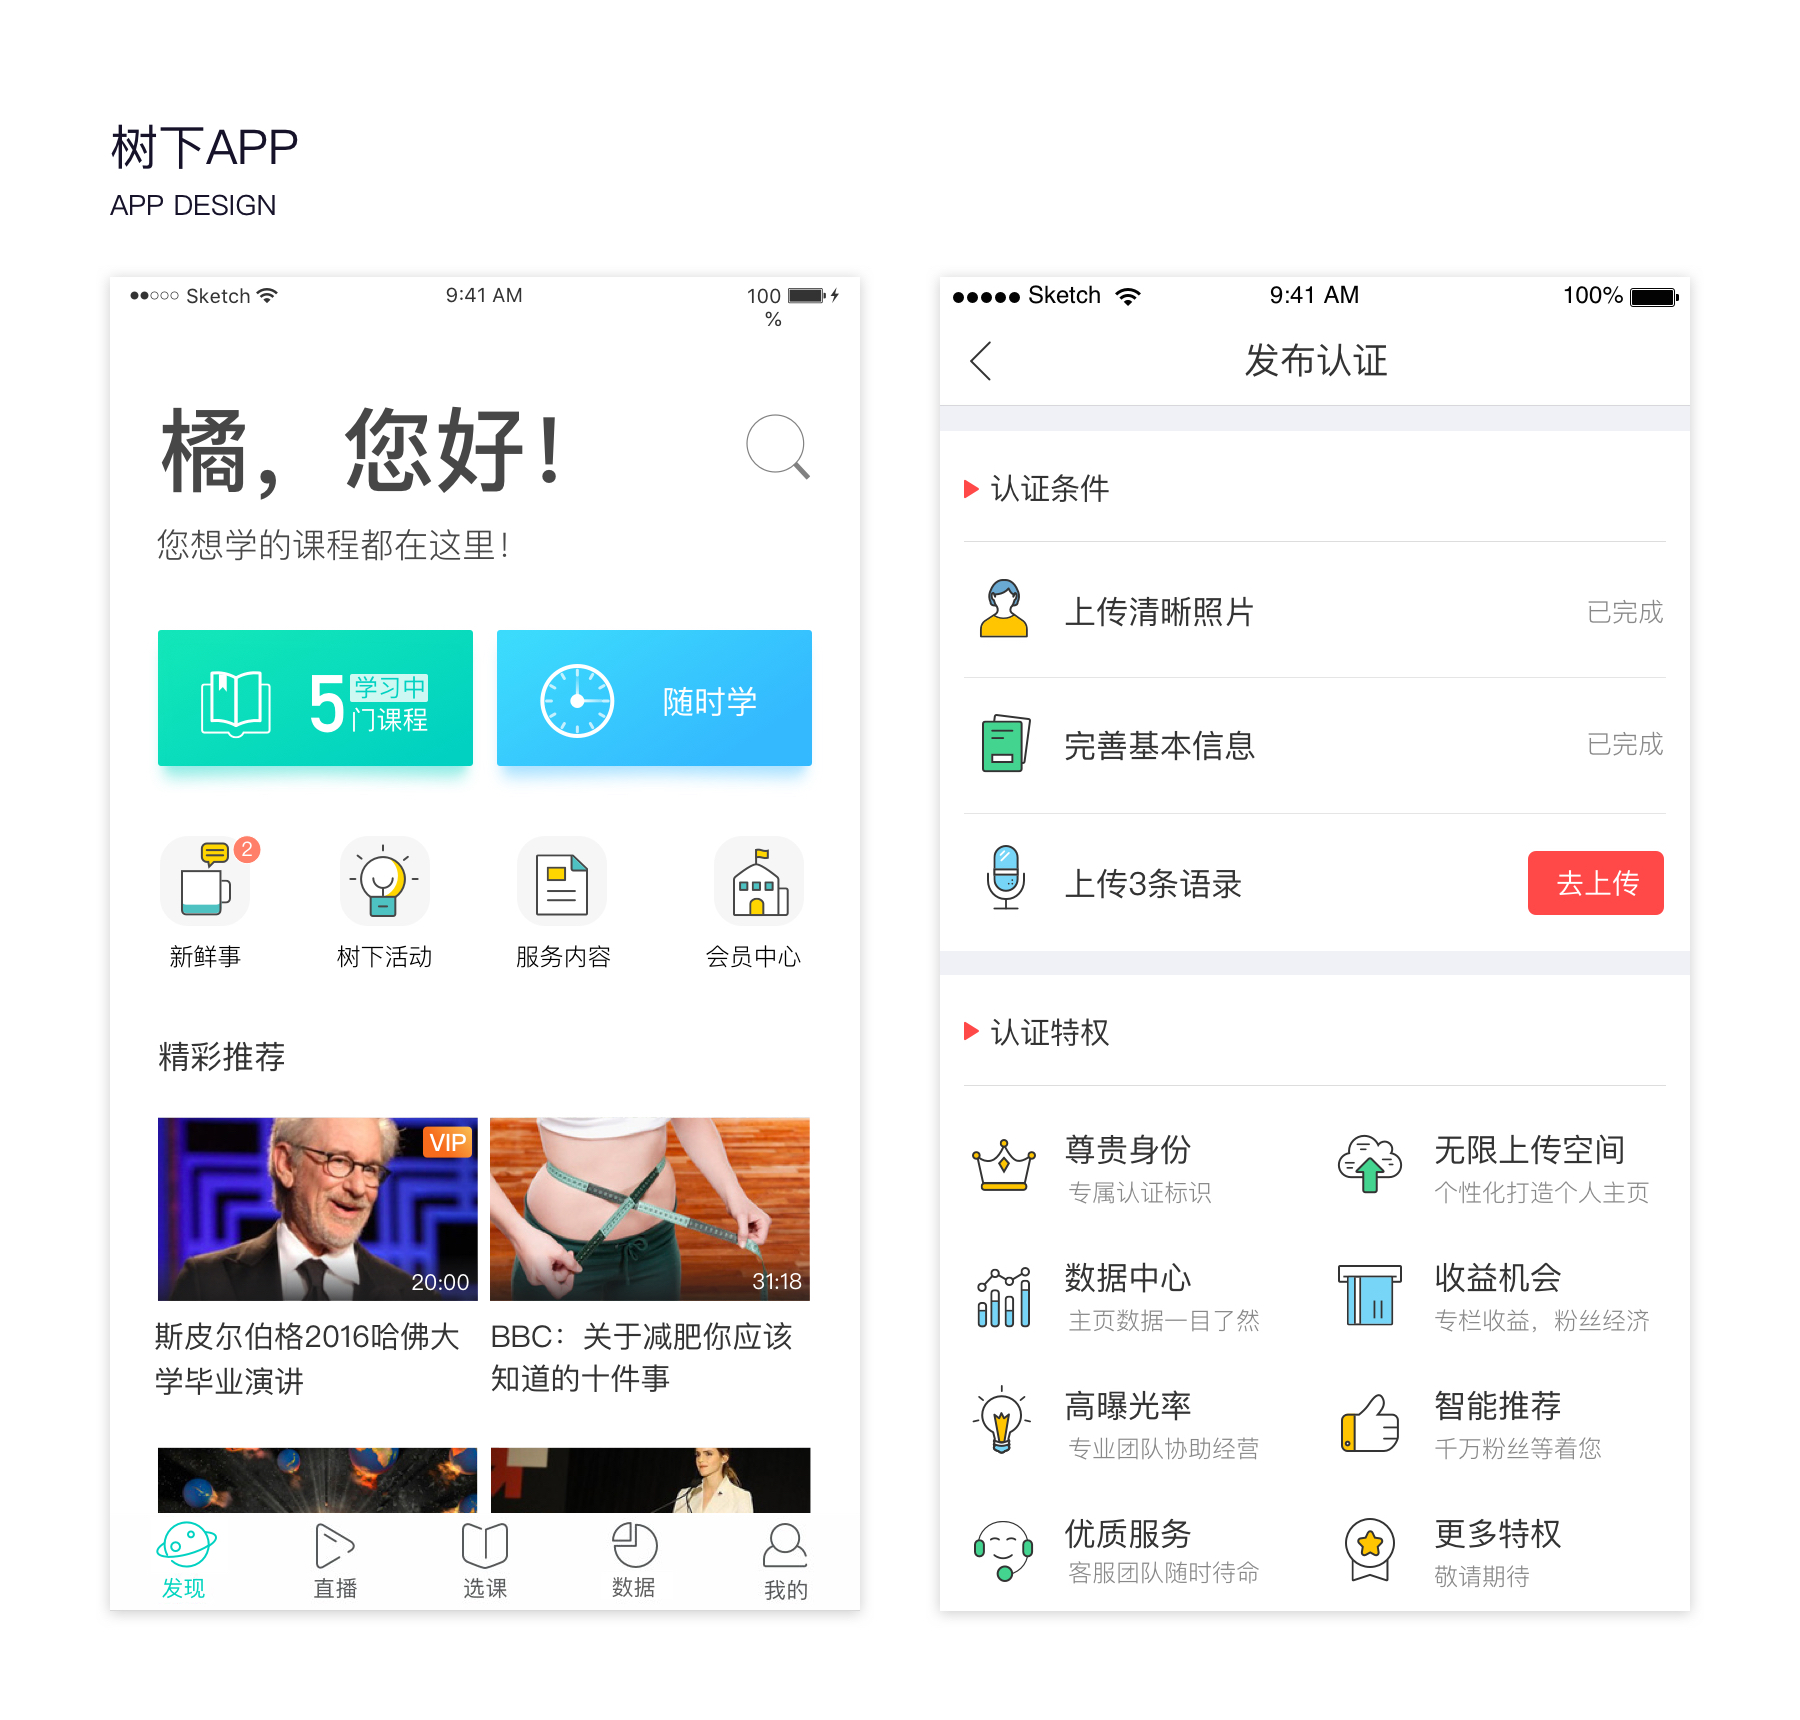 树下APP
APP DESIGN
Sketch 9:41 AM 100
%
橘，您好！
您想学的课程都在这里！
5 学习中
门课程
随时学
2
新鲜事 树下活动 服务内容 会员中心
精彩推荐
VIP
20:00 31:18
斯皮尔伯格2016哈佛大
学毕业演讲
BBC：关于减肥你应该
知道的十件事
发现 直播 选课 数据 我的
Sketch 9:41 AM 100%
发布认证
认证条件
上传清晰照片 已完成
完善基本信息 已完成
上传3条语录 去上传
认证特权
尊贵身份
专属认证标识
无限上传空间
个性化打造个人主页
数据中心
主页数据一目了然
收益机会
专栏收益，粉丝经济
高曝光率
专业团队协助经营
智能推荐
千万粉丝等着您
优质服务
客服团队随时待命
更多特权
敬请期待